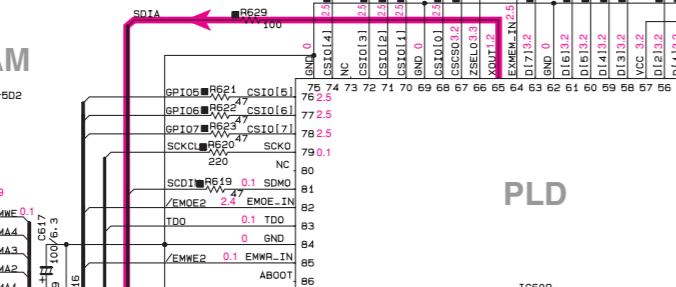 SDIA
R629
100
2.5
2.5
2.5
2.5
2.5
0
0
3.2
3.3
1.2
3.2
0
3.2
3.2
3.2
3.2
3.2
GND
CSIO[4]
NC
CSIO[3]
CSIO[2]
CSIO[1]
GND
CSIO[0]
CSCSO
ZSELO
XOUT
EXMEM_IN
D[7]
GND
D[6]
D[5]
D[4]
D[3]
VCC
D[2]
75 74 73 72 71 70 69 68 67 66 65 64 63 62 61 60 59 58 57 56
AM
-5D2
GPIO5 R621 47 CSIO[5] 76 2.5
GPIO6 R622 47 CSIO[6] 77 2.5
GPIO7 R623 47 CSIO[7] 78 2.5
SCKCL R620 220 SCKO 79 0.1
NC 80
SCDI R619 47 0.1 SDMO 81
/EMOE2 2.4 EMOE_IN 82
TDO 0.1 TDO 83
0 GND 84
/EMWE2 0.1 EMWR_IN 85
ABOOT 86
PLD
MWE 0.1
MA4
MA3
MA2
C617
100/6.3
16